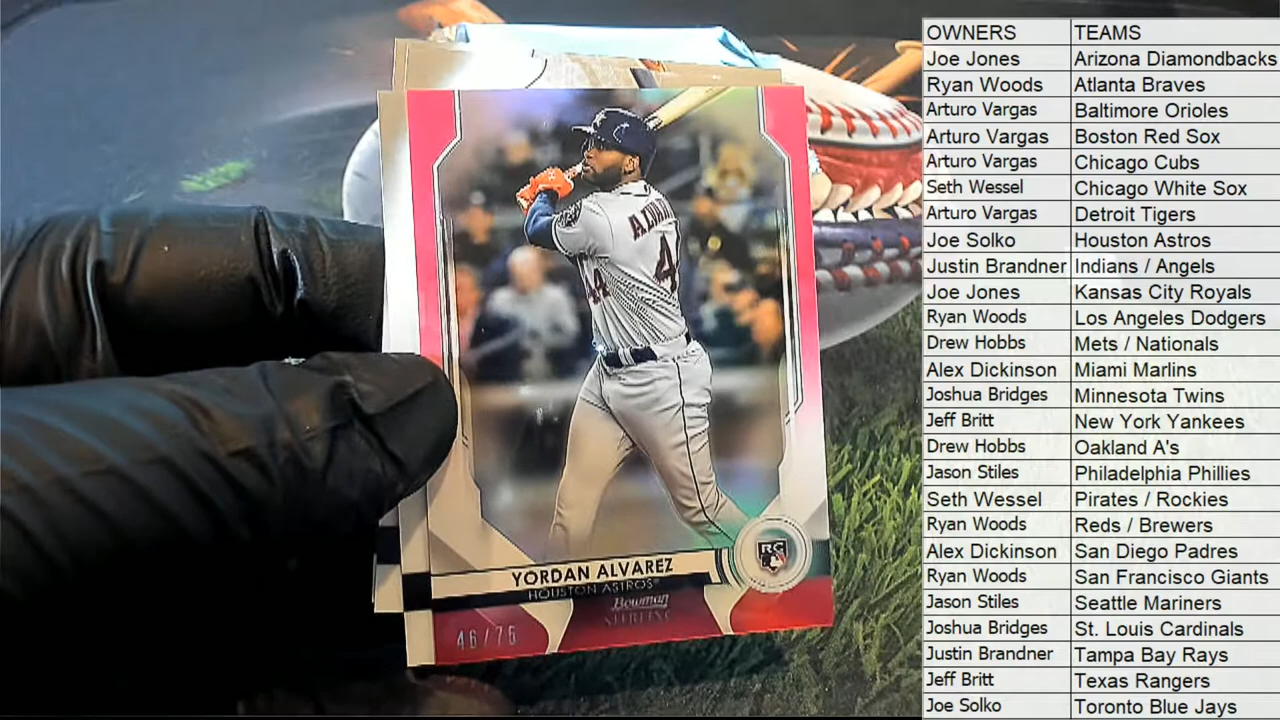 YORDAN ALVAREZ
HOUSTON ASTROS®
Bowman
STERLING
46/75
RC
44
OWNERS TEAMS
Joe Jones Arizona Diamondbacks
Ryan Woods Atlanta Braves
Arturo Vargas Baltimore Orioles
Arturo Vargas Boston Red Sox
Arturo Vargas Chicago Cubs
Seth Wessel Chicago White Sox
Arturo Vargas Detroit Tigers
Joe Solko Houston Astros
Justin Brandner Indians / Angels
Joe Jones Kansas City Royals
Ryan Woods Los Angeles Dodgers
Drew Hobbs Mets / Nationals
Alex Dickinson Miami Marlins
Joshua Bridges Minnesota Twins
Jeff Britt New York Yankees
Drew Hobbs Oakland A's
Jason Stiles Philadelphia Phillies
Seth Wessel Pirates / Rockies
Ryan Woods Reds / Brewers
Alex Dickinson San Diego Padres
Ryan Woods San Francisco Giants
Jason Stiles Seattle Mariners
Joshua Bridges St. Louis Cardinals
Justin Brandner Tampa Bay Rays
Jeff Britt Texas Rangers
Joe Solko Toronto Blue Jays